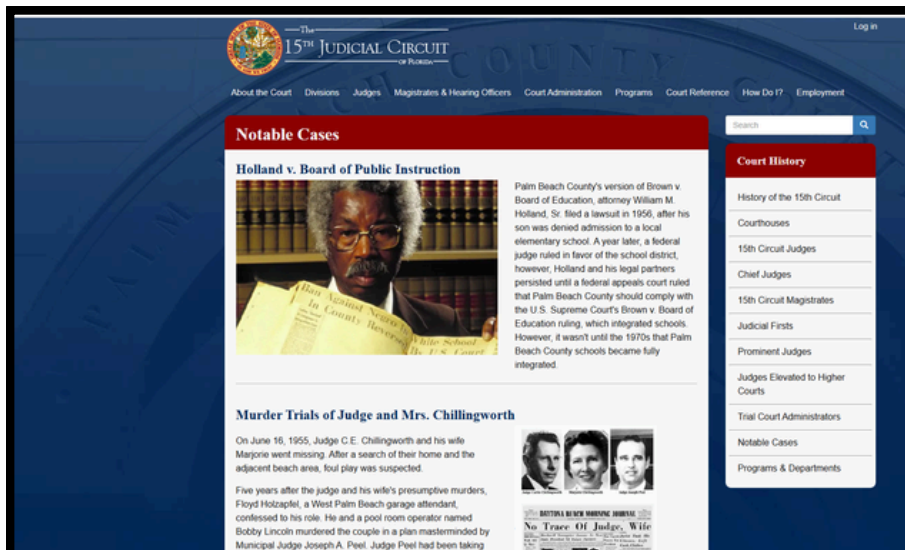 The
15TH JUDICIAL CIRCUIT
OF FLORIDA
Log in
About the Court Divisions Judges Magistrates & Hearing Officers Court Administration Programs Court Reference How Do I? Employment
COUNTY
PALM
Notable Cases
Holland v. Board of Public Instruction
Ban Against Negro
In County Reverse
White School
By U.S. Court
Palm Beach County's version of Brown v.
Board of Education, attorney William M.
Holland, Sr. filed a lawsuit in 1956, after his
son was denied admission to a local
elementary school. A year later, a federal
judge ruled in favor of the school district,
however, Holland and his legal partners
persisted until a federal appeals court ruled
that Palm Beach County should comply with
the U.S. Supreme Court's Brown v. Board of
Education ruling, which integrated schools.
However, it wasn't until the 1970s that Palm
Beach County schools became fully
integrated.
Murder Trials of Judge and Mrs. Chillingworth
On June 16, 1955, Judge C.E. Chillingworth and his wife
Marjorie went missing. After a search of their home and the
adjacent beach area, foul play was suspected.
Five years after the judge and his wife's presumptive murders,
Floyd Holzapfel, a West Palm Beach garage attendant,
confessed to his role. He and a pool room operator named
Bobby Lincoln murdered the couple in a plan masterminded by
Municipal Judge Joseph A. Peel. Judge Peel had been taking
DAYTONA BEACH MORNING JOURNAL
No Trace Of Judge, Wife
Search
Court History
History of the 15th Circuit
Courthouses
15th Circuit Judges
Chief Judges
15th Circuit Magistrates
Judicial Firsts
Prominent Judges
Judges Elevated to Higher
Courts
Trial Court Administrators
Notable Cases
Programs & Departments